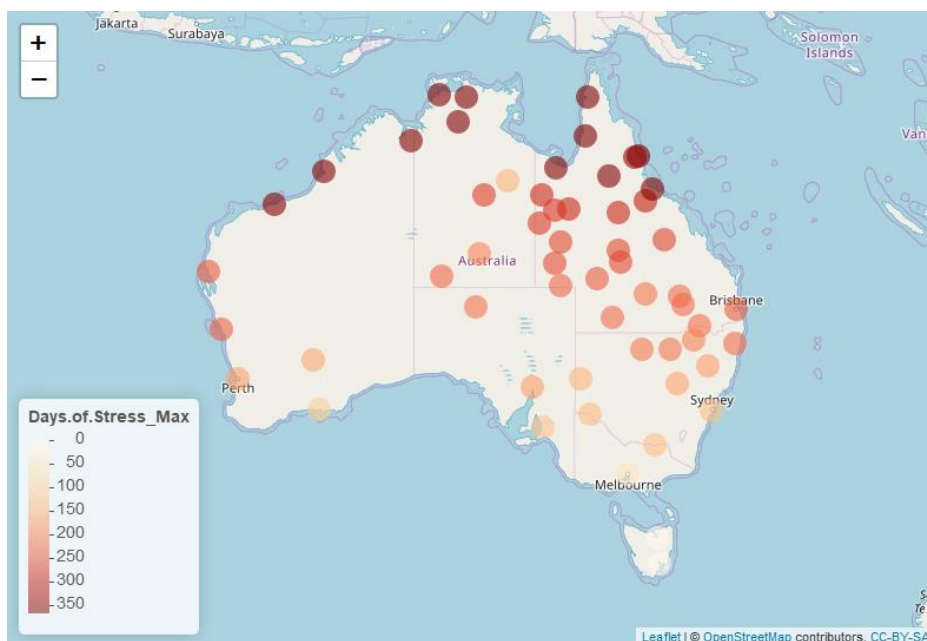 Jakarta
Surabaya
Solomon
Islands
+
−
Van
Australia
Brisbane
Perth
Sydney
Melbourne
Days.of.Stress_Max
0
50
100
150
200
250
300
350
S
Te
Leaflet | © OpenStreetMap contributors, CC-BY-SA